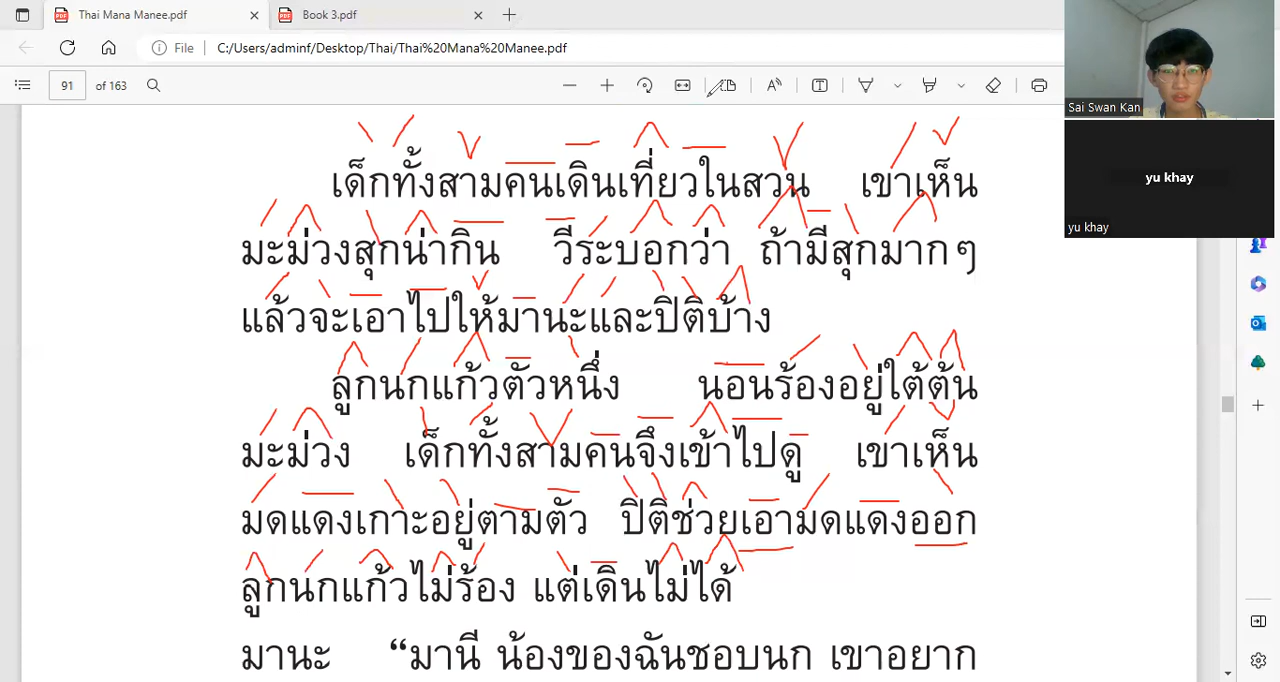 Thai Mana Manee.pdf
Book 3.pdf
File
C:/Users/adminf/Desktop/Thai/Thai%20Mana%20Manee.pdf
91 of 163
เด็กทั้งสามคนเดินเที่ยวในสวน เขาเห็น
มะม่วงสุกน่ากิน วีระบอกว่า ถ้ามีสุกมากๆ
แล้วจะเอาไปให้มานะและปิติบ้าง
ลูกนกแก้วตัวหนึ่ง นอนร้องอยู่ใต้ต้น
มะม่วง เด็กทั้งสามคนจึงเข้าไปดู เขาเห็น
มดแดงเกาะอยู่ตามตัว ปิติช่วยเอามดแดงออก
ลูกนกแก้วไม่ร้อง แต่เดินไม่ได้
มานะ “มานี น้องของฉันชอบนก เขาอยาก
Sai Swan Kan
yu khay
yu khay